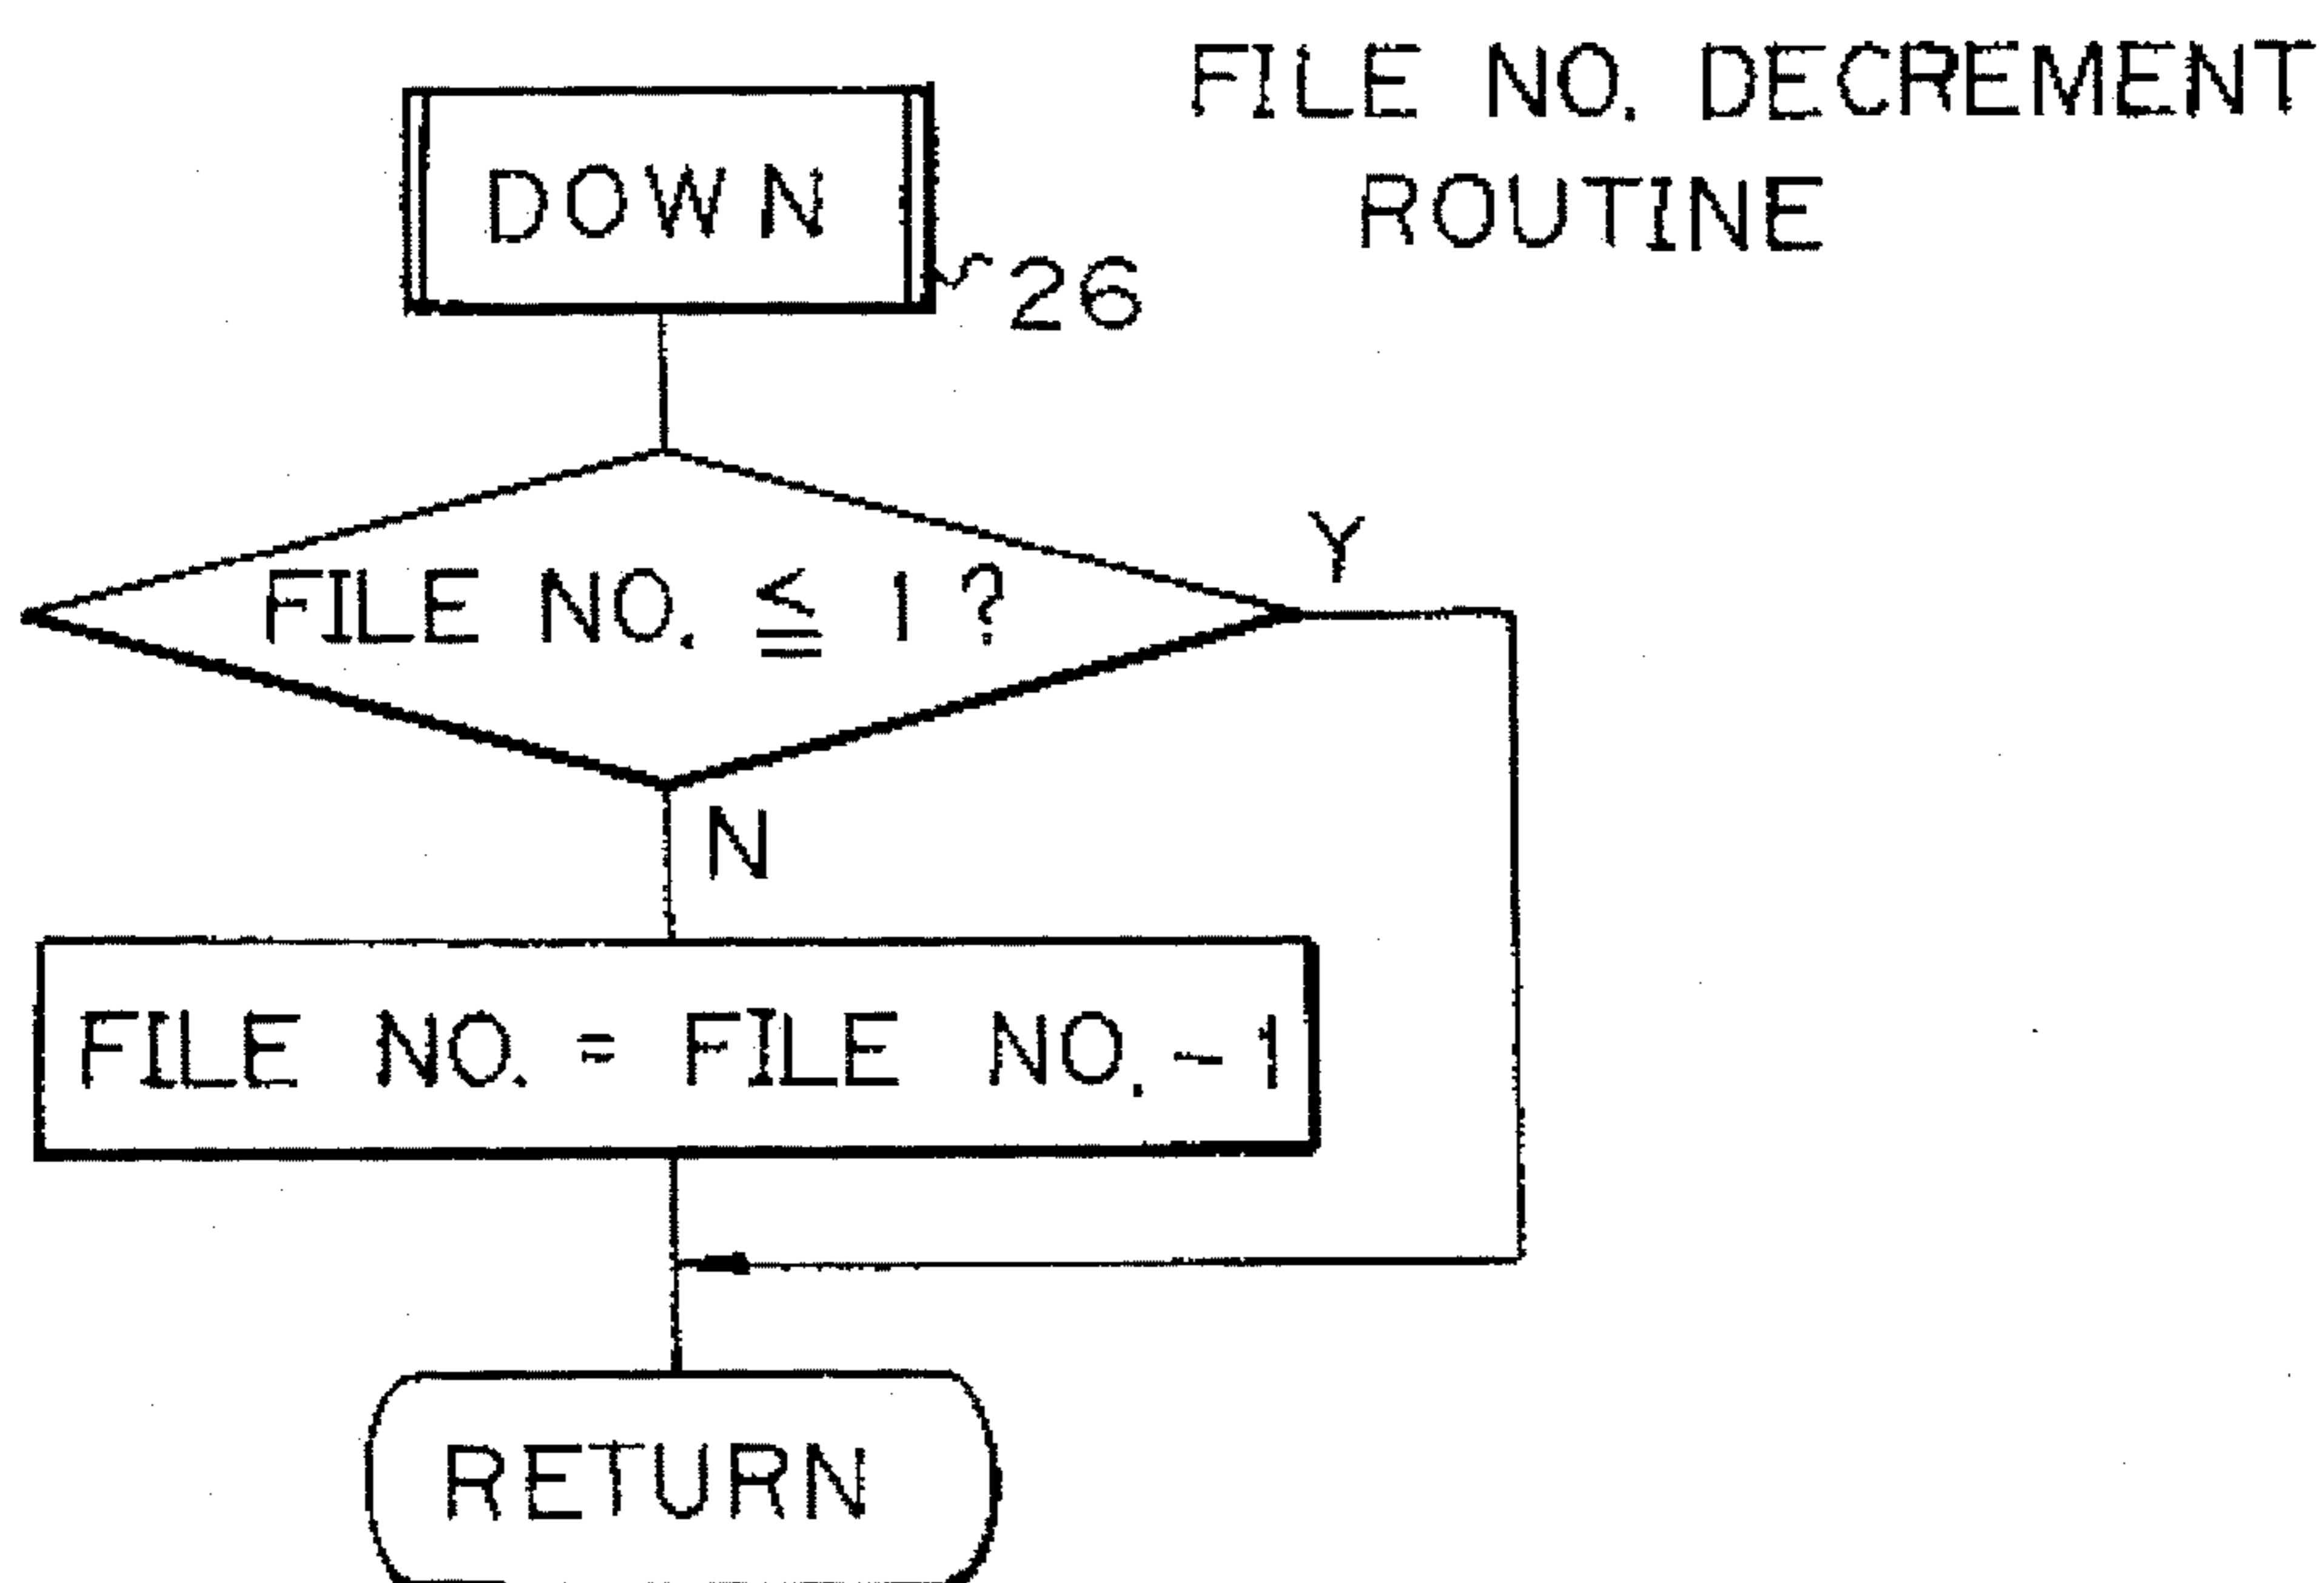 FILE NO. DECREMENT
ROUTINE
DOWN
26
FILE NO. ≦ 1 ?
Y
N
FILE NO. = FILE NO. - 1
RETURN